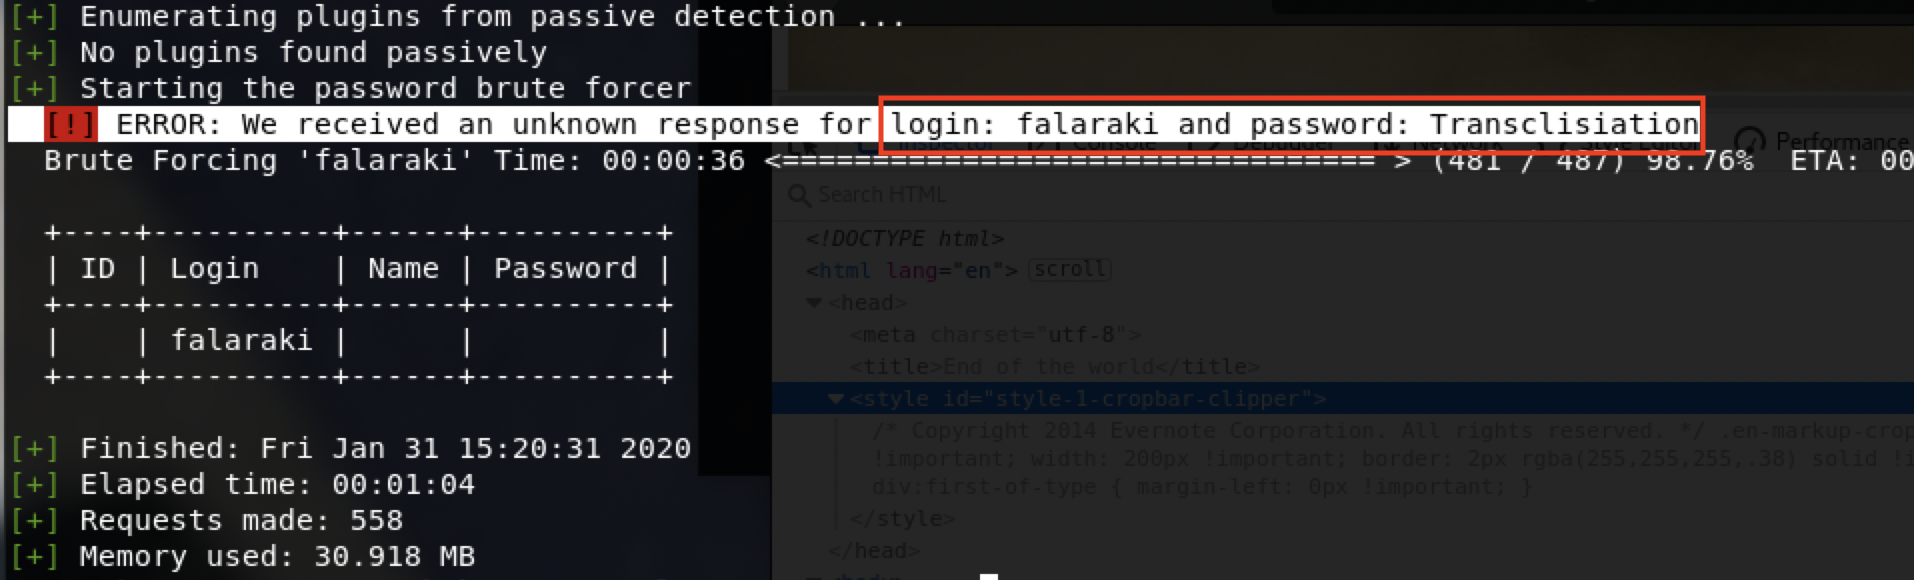 [+] Enumerating plugins from passive detection ...
[+] No plugins found passively
[+] Starting the password brute forcer
[!] ERROR: We received an unknown response for login: falaraki and password: Transclisiation
Brute Forcing 'falaraki' Time: 00:00:36 <================================= > (481 / 487) 98.76%  ETA: 00
+----+----------+------+----------+
| ID | Login    | Name | Password |
+----+----------+------+----------+
|    | falaraki |      |          |
+----+----------+------+----------+
[+] Finished: Fri Jan 31 15:20:31 2020
[+] Elapsed time: 00:01:04
[+] Requests made: 558
[+] Memory used: 30.918 MB
Inspector Console Debugger Network Style Editor Performance
Search HTML
<!DOCTYPE html>
<html lang="en"> scroll
<head>
<meta charset="utf-8">
<title>End of the world</title>
<style id="style-1-cropbar-clipper">
/* Copyright 2014 Evernote Corporation. All rights reserved. */ .en-markup-crop
!important; width: 200px !important; border: 2px rgba(255,255,255,.38) solid !i
div:first-of-type { margin-left: 0px !important; }
</style>
</head>